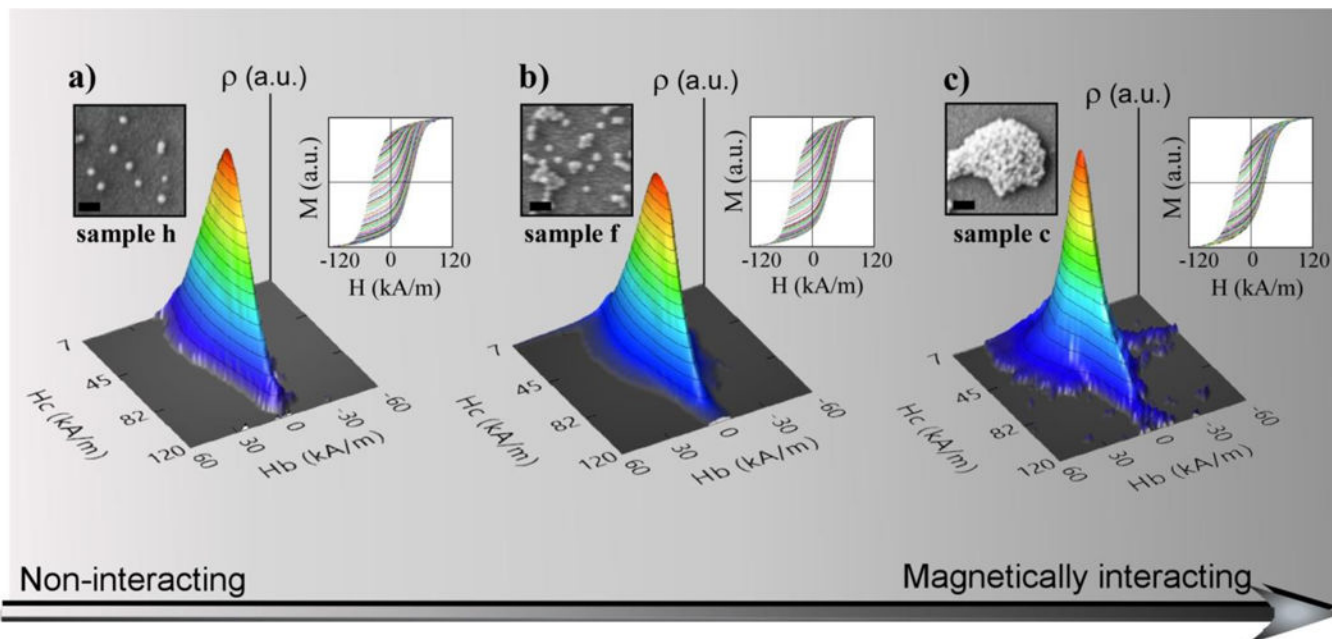 a)
ρ (a.u.)
sample h
M (a.u.)
-120 0 120
H (kA/m)
7
45
82
120
Hc (kA/m)
60
30
0
-30
-60
Hb (kA/m)
b)
ρ (a.u.)
sample f
M (a.u.)
-120 0 120
H (kA/m)
7
45
82
120
Hc (kA/m)
60
30
0
-30
-60
Hb (kA/m)
c)
ρ (a.u.)
sample c
M (a.u.)
-120 0 120
H (kA/m)
7
45
82
120
Hc (kA/m)
60
30
0
-30
-60
Hb (kA/m)
Non-interacting
Magnetically interacting